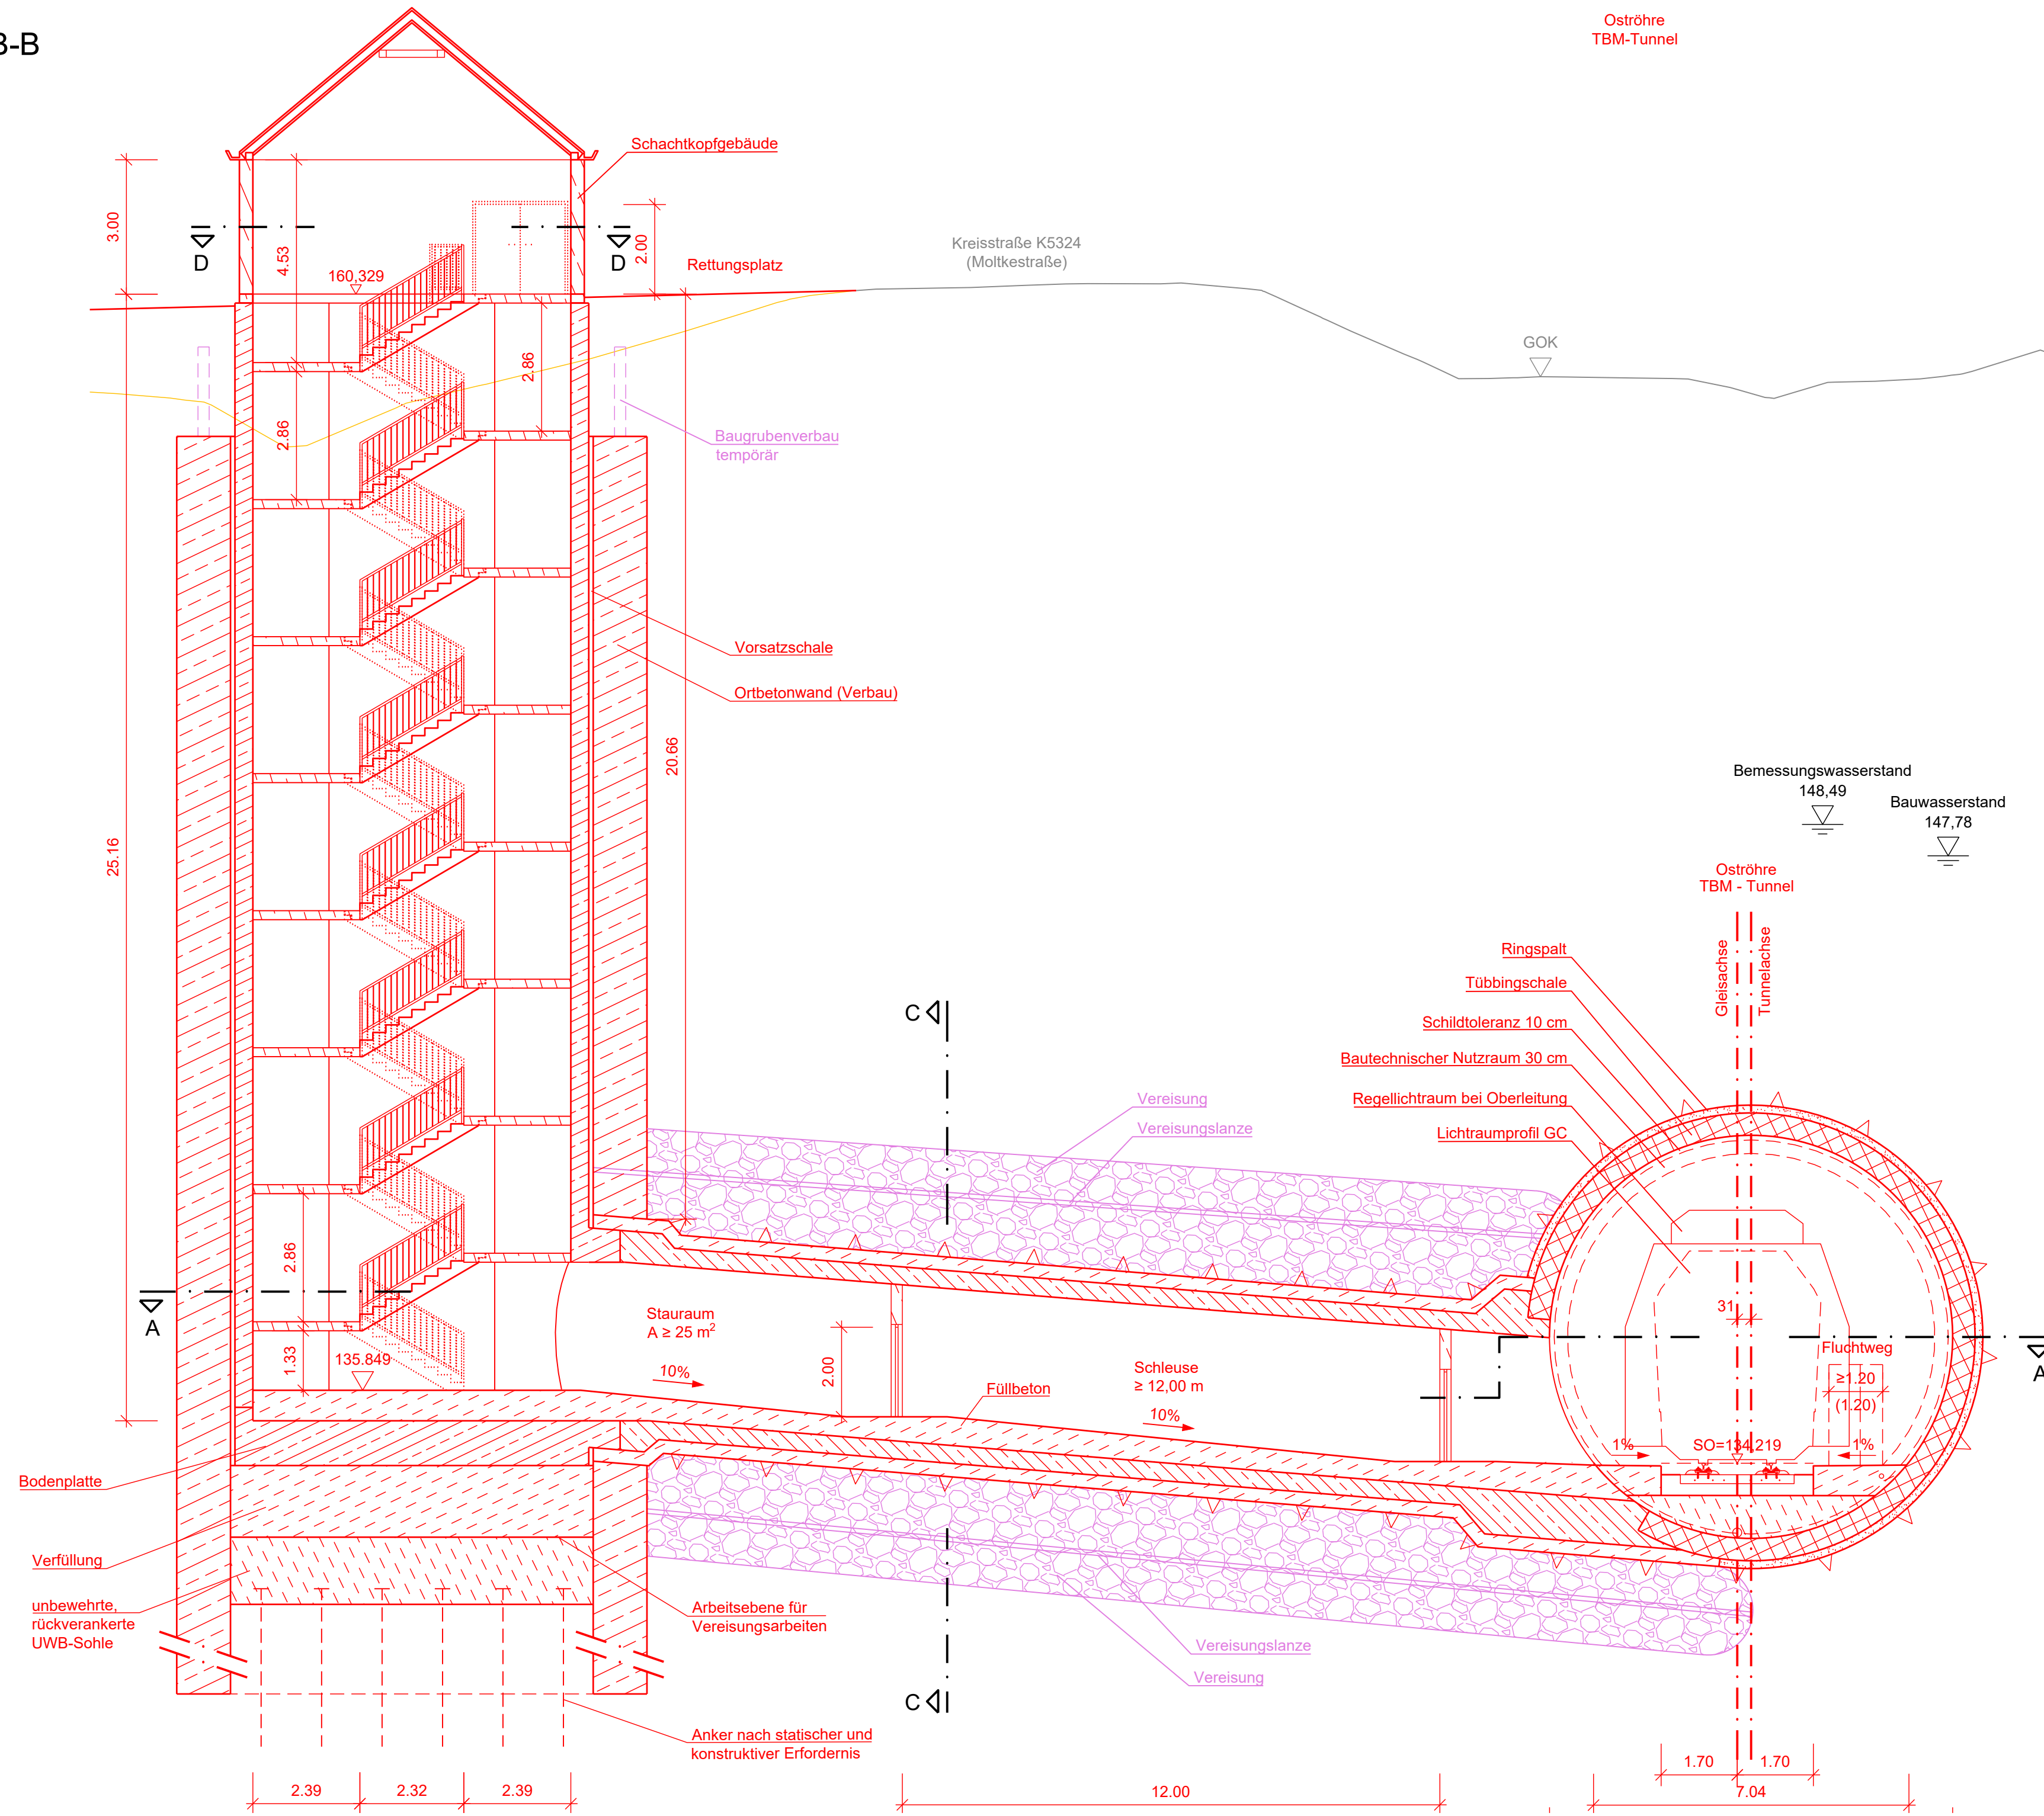 B-B
Oströhre
TBM-Tunnel
Schachtkopfgebäude
3.00
4.53
2.00
D
D
160,329
Rettungsplatz
Kreisstraße K5324
(Moltkestraße)
GOK
2.86
2.86
Baugrubenverbau
tempörär
Vorsatzschale
Ortbetonwand (Verbau)
20.66
25.16
Bemessungswasserstand
148,49
Bauwasserstand
147,78
Oströhre
TBM - Tunnel
Gleisachse
Tunnelachse
Ringspalt
Tübbingschale
Schildtoleranz 10 cm
Bautechnischer Nutzraum 30 cm
Regellichtraum bei Oberleitung
Lichtraumprofil GC
C
Vereisung
Vereisungslanze
2.86
A
1.33
135.849
Stauraum
A ≥ 25 m²
10%
2.00
Schleuse
≥ 12,00 m
10%
Füllbeton
31
Fluchtweg
≥1.20
(1.20)
A
1%
SO=134,219
1%
Bodenplatte
Verfüllung
unbewehrte,
rückverankerte
UWB-Sohle
Arbeitsebene für
Vereisungsarbeiten
Vereisungslanze
Vereisung
C
Anker nach statischer und
konstruktiver Erfordernis
2.39
2.32
2.39
12.00
1.70
1.70
7.04